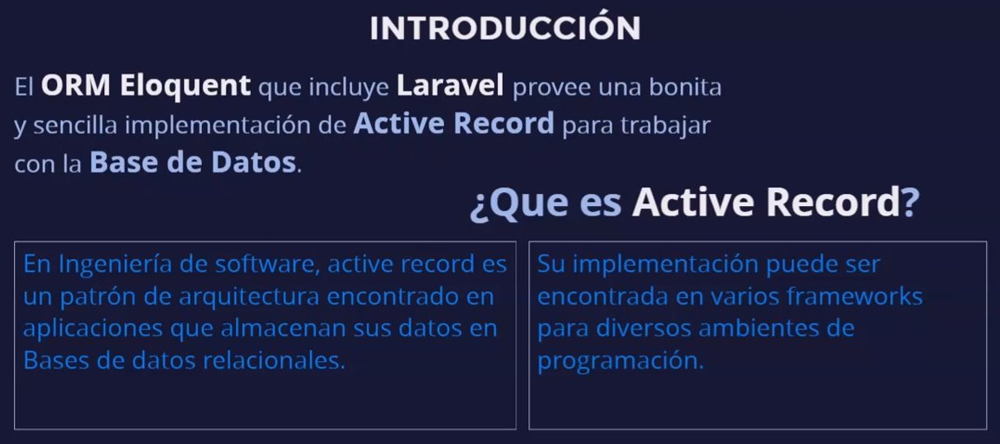 INTRODUCCIÓN
El ORM Eloquent que incluye Laravel provee una bonita
y sencilla implementación de Active Record para trabajar
con la Base de Datos.
¿Que es Active Record?
En Ingeniería de software, active record es
un patrón de arquitectura encontrado en
aplicaciones que almacenan sus datos en
Bases de datos relacionales.
Su implementación puede ser
encontrada en varios frameworks
para diversos ambientes de
programación.